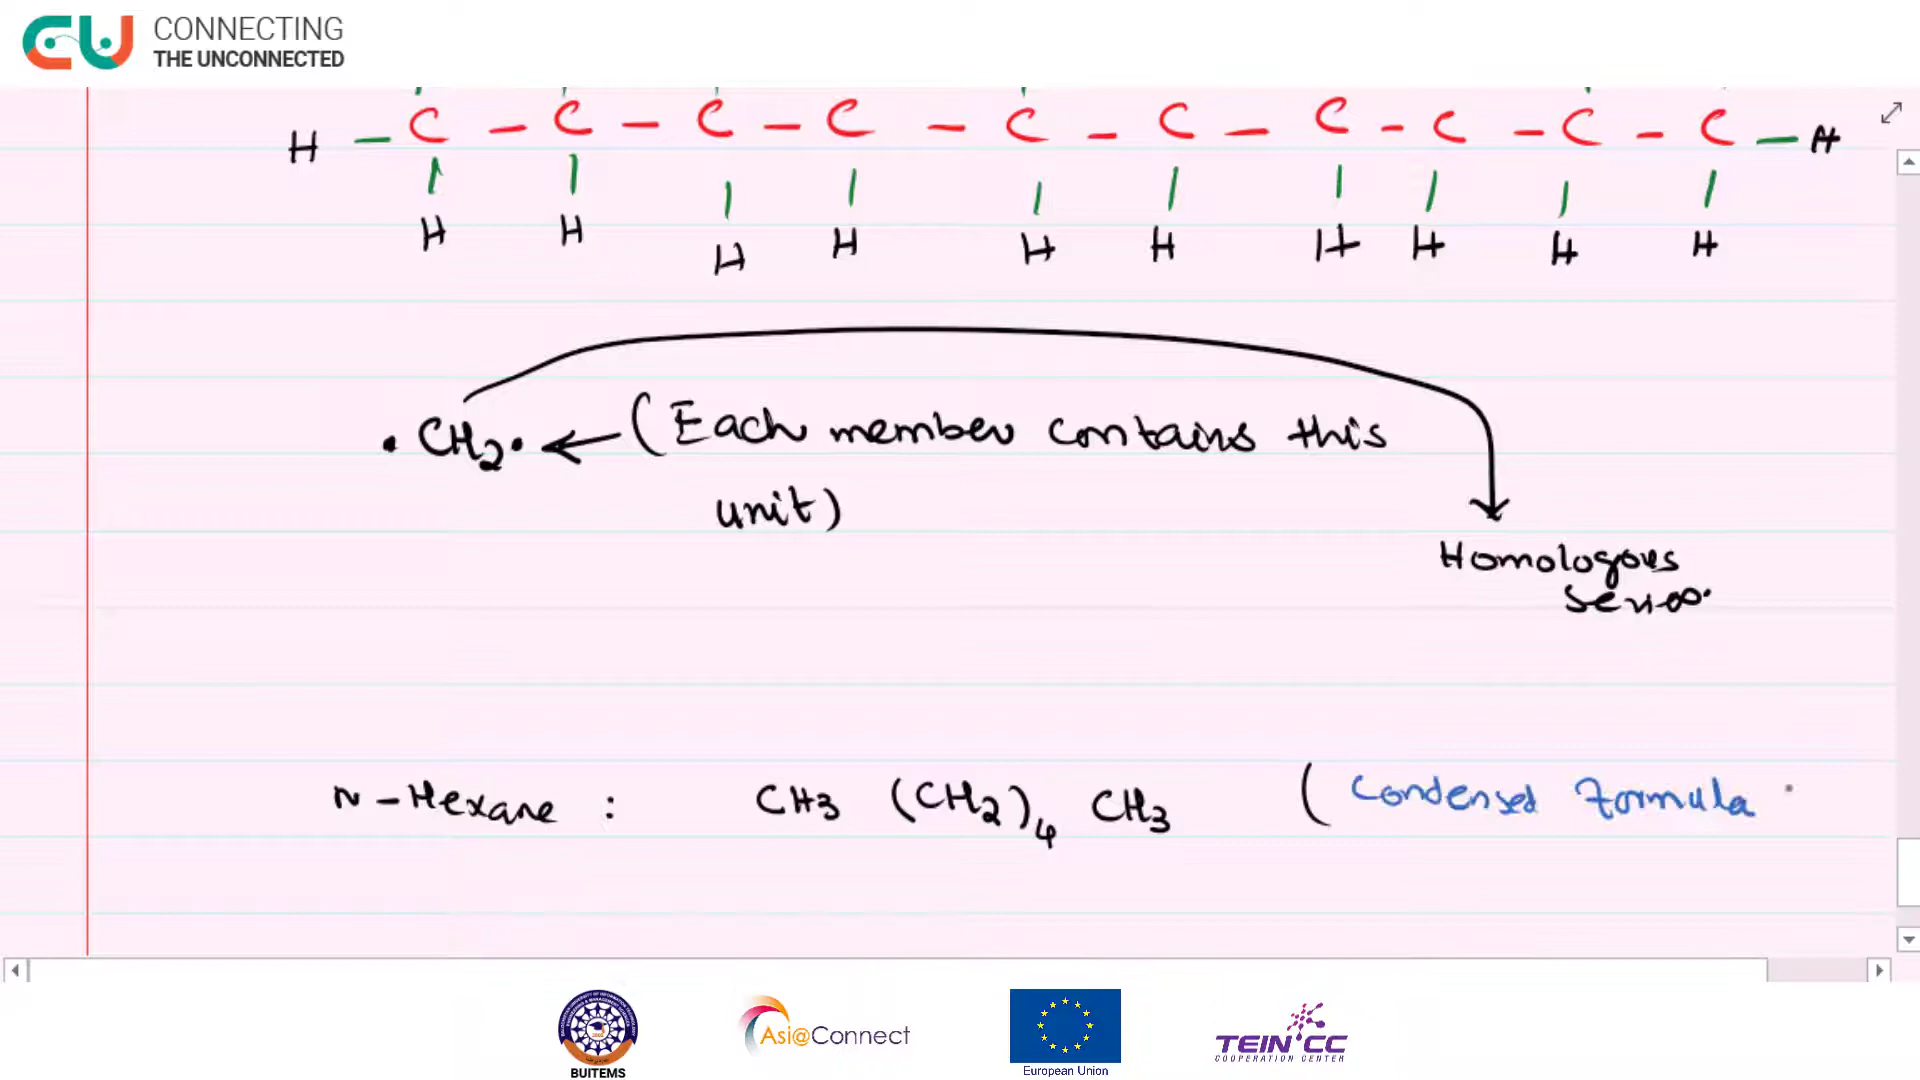 CONNECTING
THE UNCONNECTED
H - C - C - C - C - C - C - C - C - C - C - H
H H H H H H H H H H
. CH2. ← (Each member contains this
unit)
Homologous
series.
n-Hexane : CH3 (CH2)4 CH3 (Condensed Formula
Asi@Connect
TEIN*CC
COOPERATION CENTER
European Union
BUITEMS